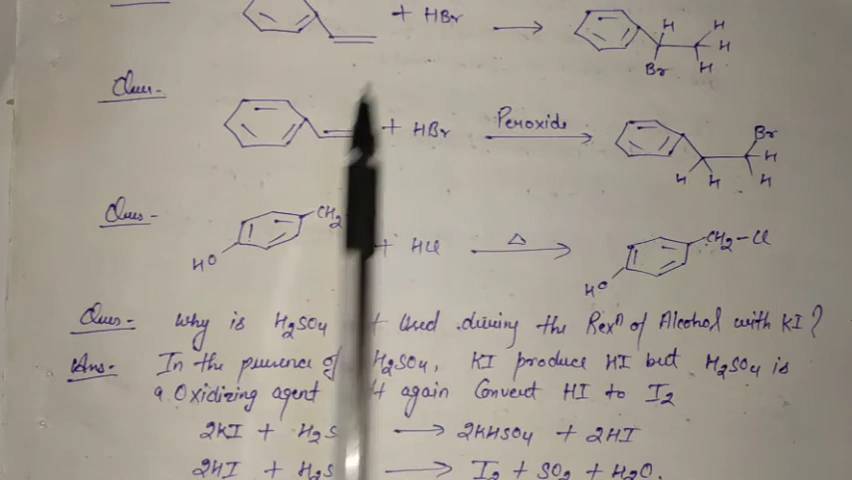 + HBr → H H H H Br
Ques-
+ HBr Peroxide → Br H H H H
Ques- CH2
HO + HCl Δ → CH2-Cl HO
Ques- Why is H2SO4 t Used during the Rexn of Alcohol with KI?
Ans- In the presence of H2SO4, KI produce HI but H2SO4 is
a Oxidizing agent t again Convert HI to I2
2KI + H2S → 2KHSO4 + 2HI
2HI + H2S → I2 + SO2 + H2O.